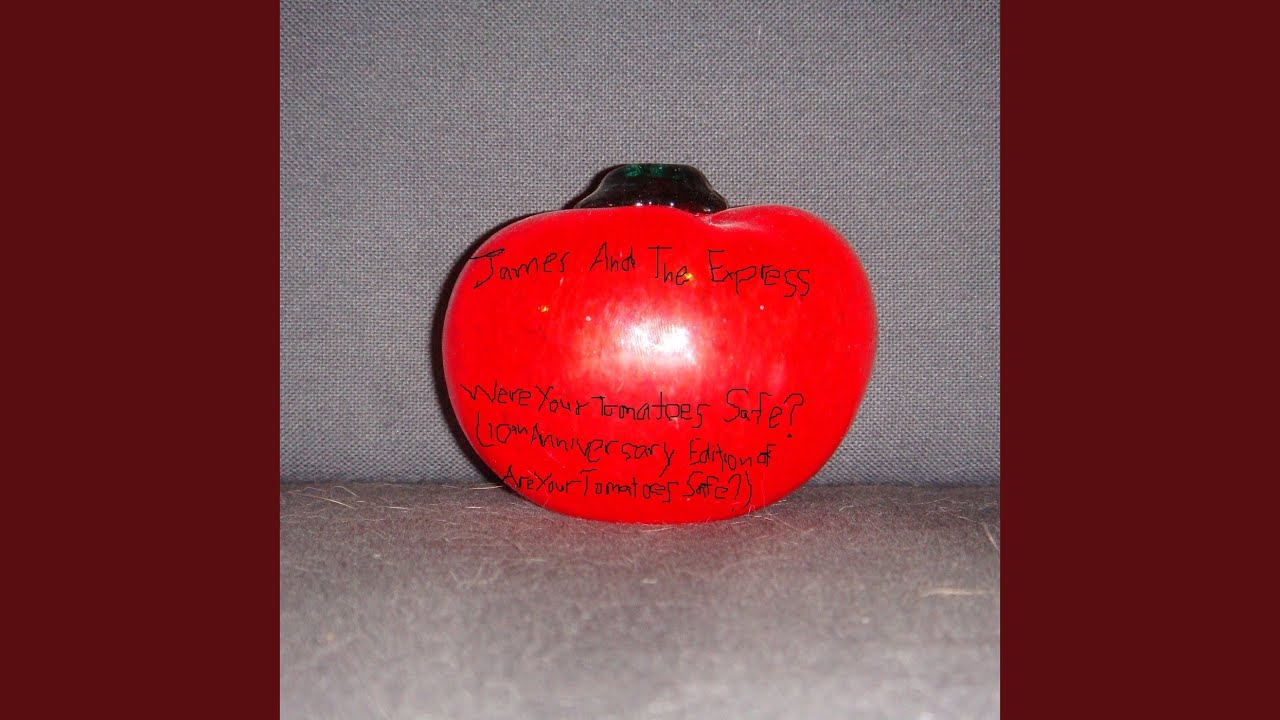 James And The Express
Were Your Tomatoes Safe?
(10th Anniversary Edition of
Are Your Tomatoes Safe?)